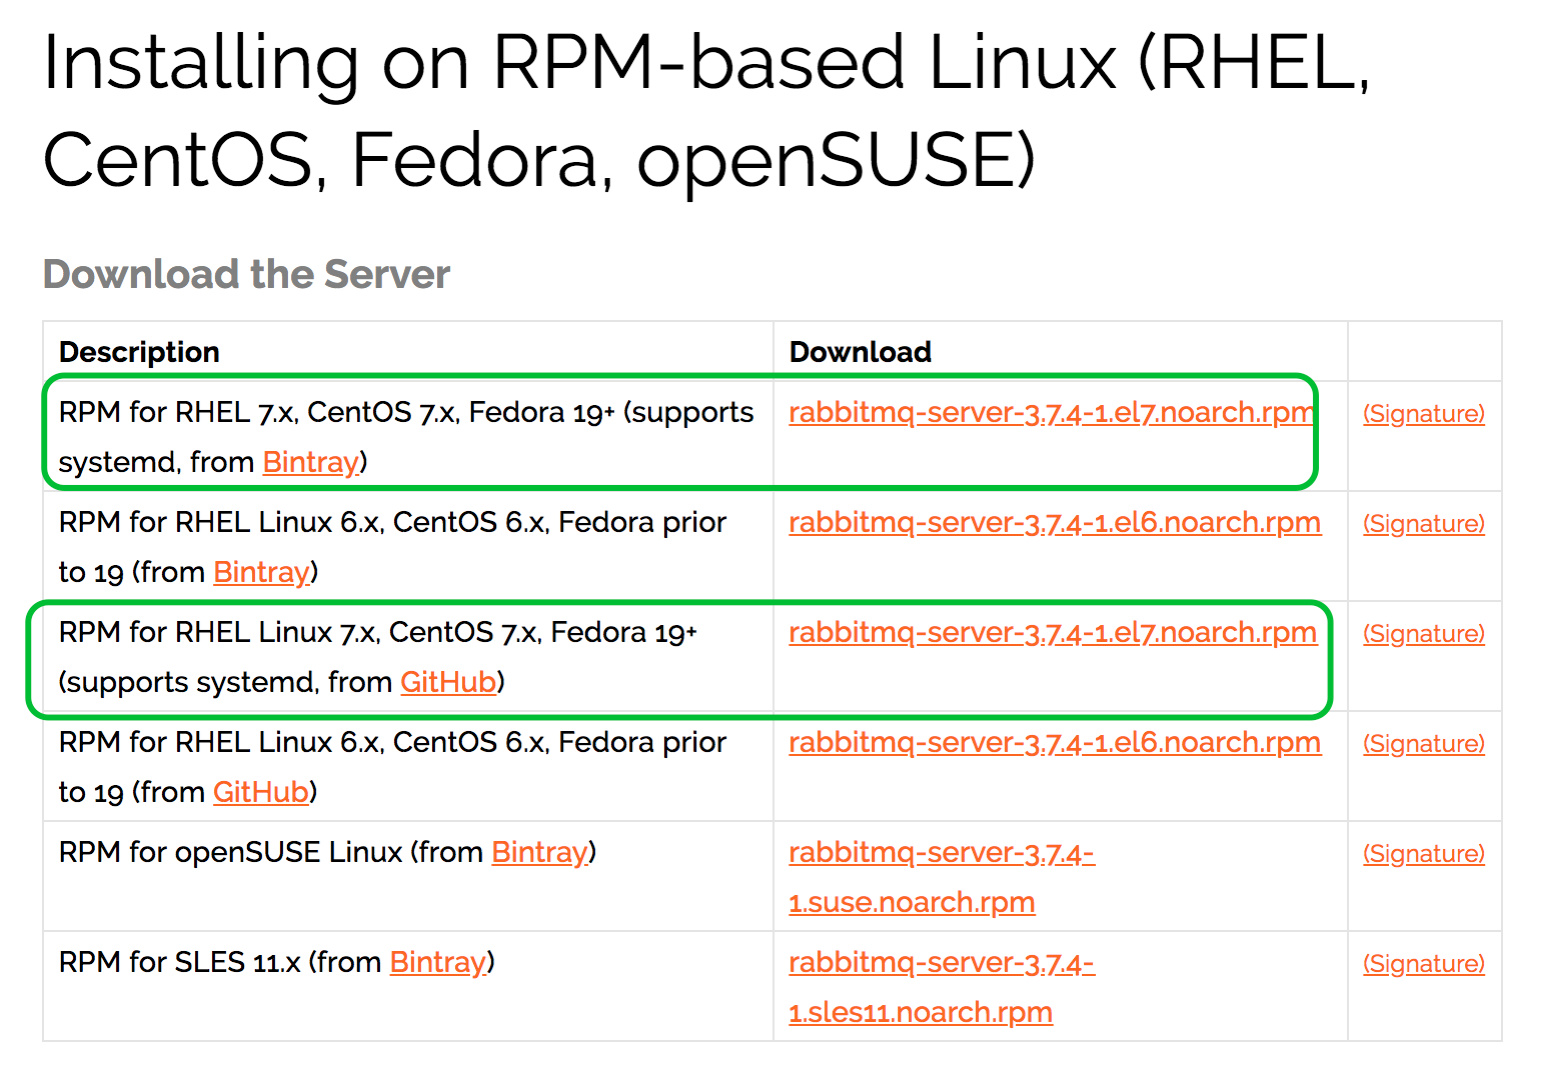 Installing on RPM-based Linux (RHEL,
CentOS, Fedora, openSUSE)
Download the Server
Description Download
RPM for RHEL 7.x, CentOS 7.x, Fedora 19+ (supports rabbitmq-server-3.7.4-1.el7.noarch.rpm (Signature)
systemd, from Bintray)
RPM for RHEL Linux 6.x, CentOS 6.x, Fedora prior rabbitmq-server-3.7.4-1.el6.noarch.rpm (Signature)
to 19 (from Bintray)
RPM for RHEL Linux 7.x, CentOS 7.x, Fedora 19+ rabbitmq-server-3.7.4-1.el7.noarch.rpm (Signature)
(supports systemd, from GitHub)
RPM for RHEL Linux 6.x, CentOS 6.x, Fedora prior rabbitmq-server-3.7.4-1.el6.noarch.rpm (Signature)
to 19 (from GitHub)
RPM for openSUSE Linux (from Bintray) rabbitmq-server-3.7.4- (Signature)
1.suse.noarch.rpm
RPM for SLES 11.x (from Bintray) rabbitmq-server-3.7.4- (Signature)
1.sles11.noarch.rpm